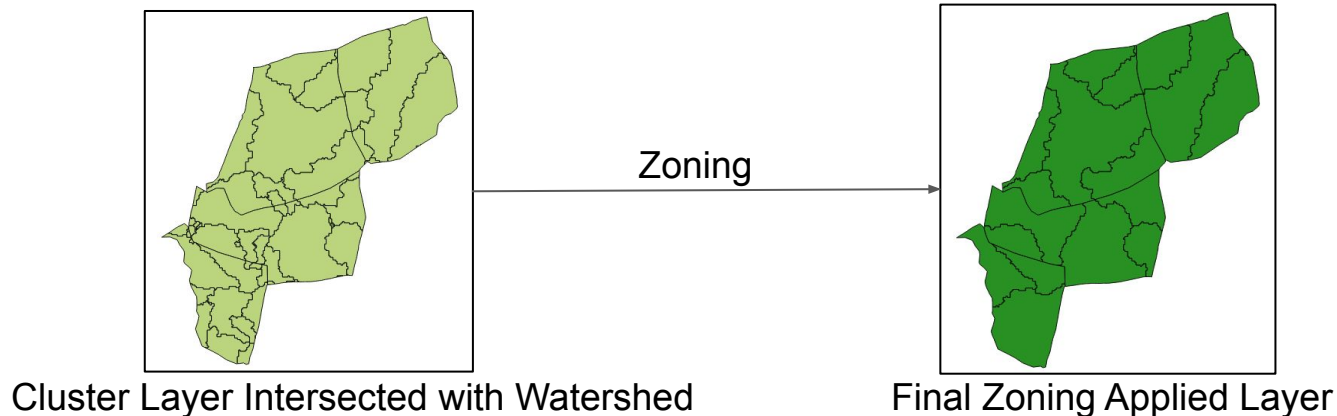 Zoning
Cluster Layer Intersected with Watershed
Final Zoning Applied Layer